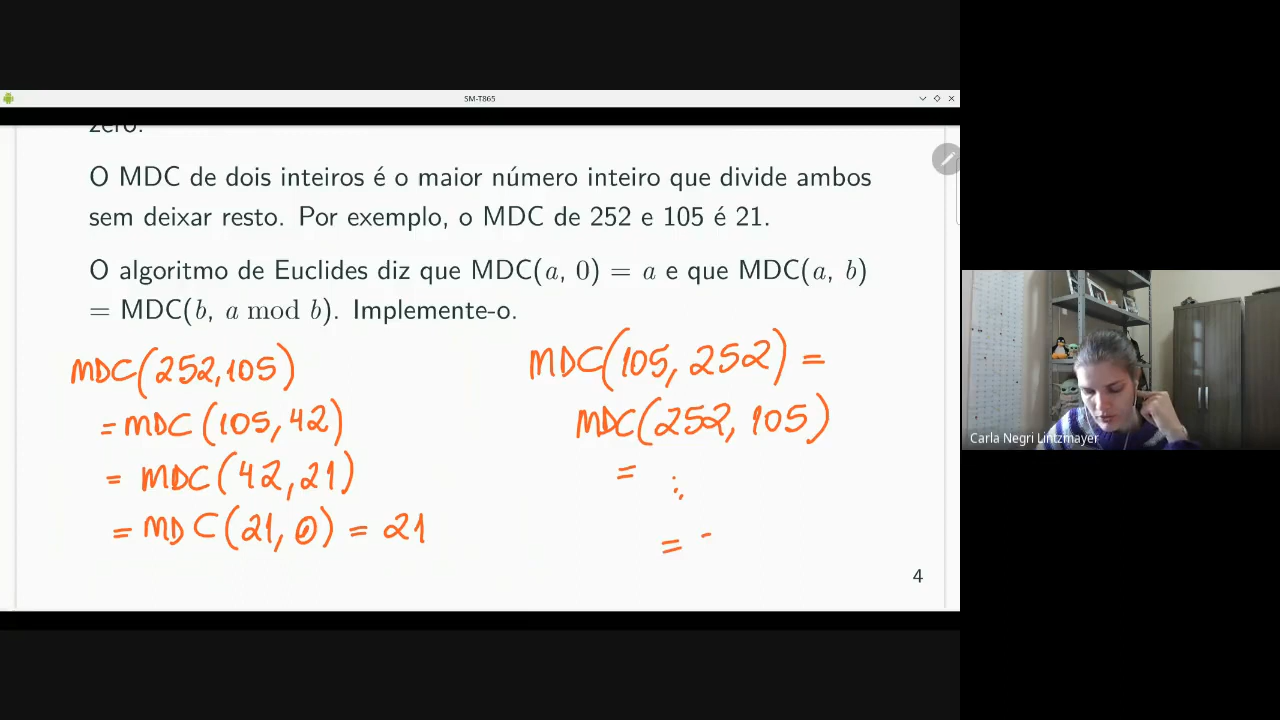 SM-T865
zero.
O MDC de dois inteiros é o maior número inteiro que divide ambos
sem deixar resto. Por exemplo, o MDC de 252 e 105 é 21.
O algoritmo de Euclides diz que MDC(a, 0) = a e que MDC(a, b)
= MDC(b, a mod b). Implemente-o.
MDC(252,105)
= MDC(105,42)
= MDC(42,21)
= MDC(21,0) = 21
MDC(105, 252) =
MDC(252, 105)
= ⋮
=
4
Carla Negri Lintzmayer